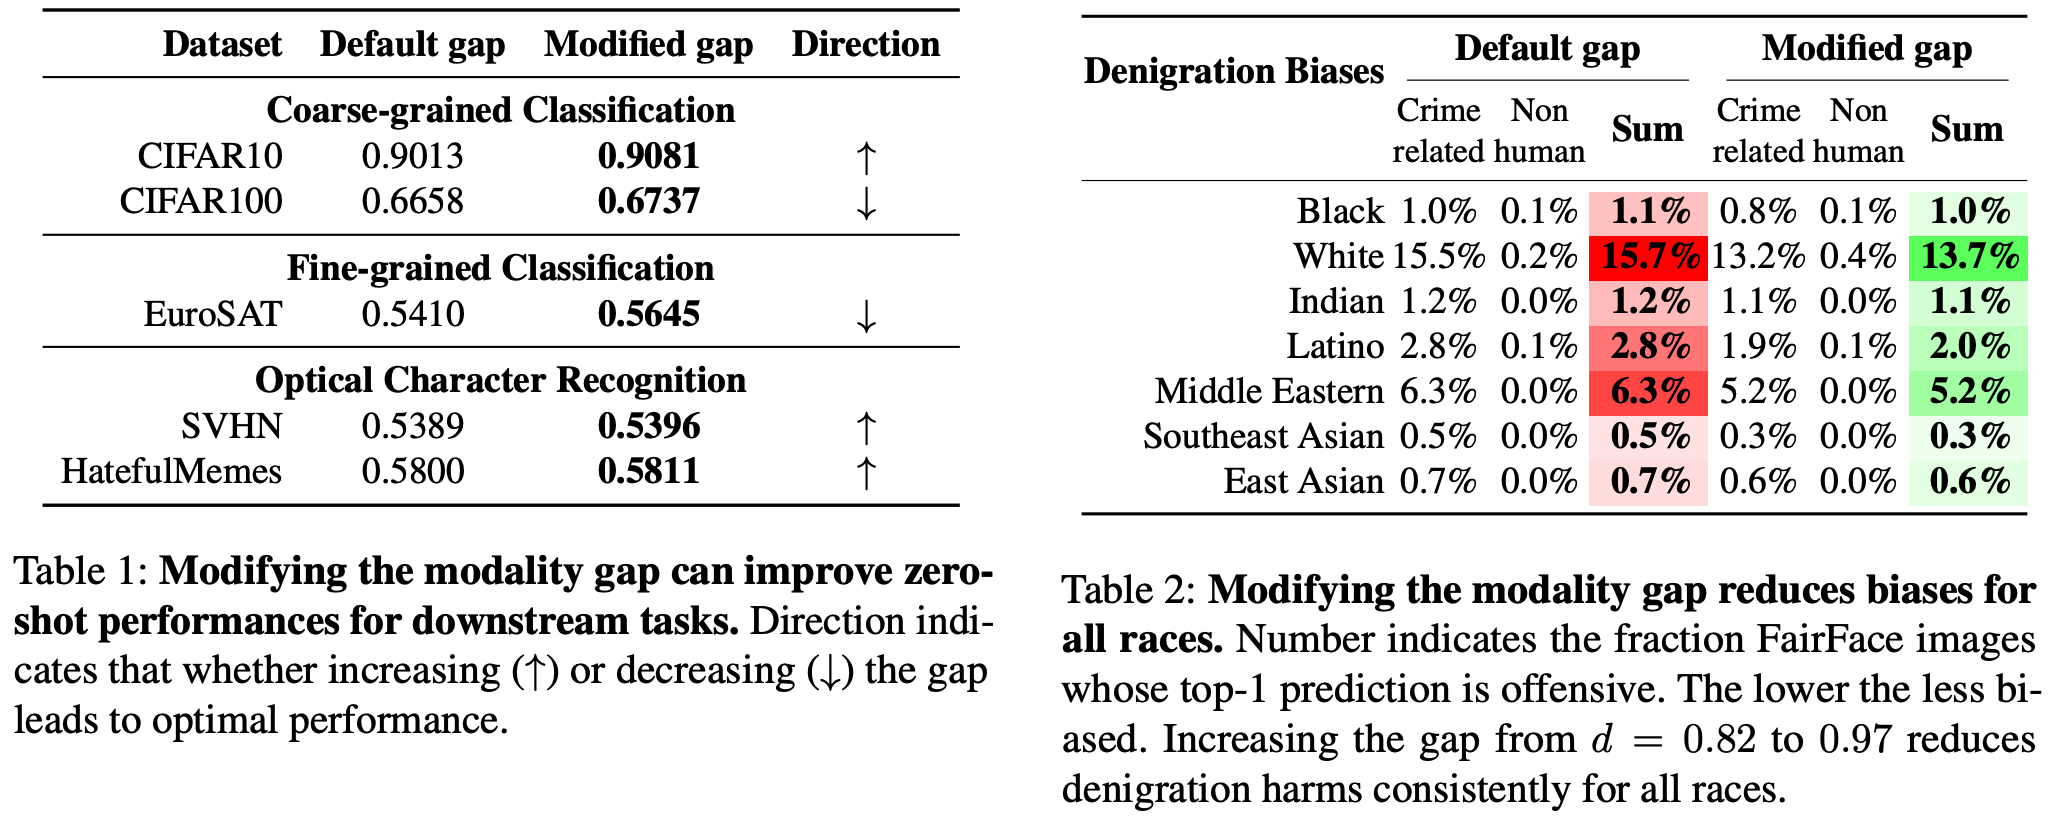 Dataset Default gap Modified gap Direction
Coarse-grained Classification
CIFAR10 0.9013 0.9081 ↑
CIFAR100 0.6658 0.6737 ↓
Fine-grained Classification
EuroSAT 0.5410 0.5645 ↓
Optical Character Recognition
SVHN 0.5389 0.5396 ↑
HatefulMemes 0.5800 0.5811 ↑
Table 1: Modifying the modality gap can improve zero-
shot performances for downstream tasks. Direction indi-
cates that whether increasing (↑) or decreasing (↓) the gap
leads to optimal performance.
Denigration Biases Default gap Modified gap
Crime related Non human Sum Crime related Non human Sum
Black 1.0% 0.1% 1.1% 0.8% 0.1% 1.0%
White 15.5% 0.2% 15.7% 13.2% 0.4% 13.7%
Indian 1.2% 0.0% 1.2% 1.1% 0.0% 1.1%
Latino 2.8% 0.1% 2.8% 1.9% 0.1% 2.0%
Middle Eastern 6.3% 0.0% 6.3% 5.2% 0.0% 5.2%
Southeast Asian 0.5% 0.0% 0.5% 0.3% 0.0% 0.3%
East Asian 0.7% 0.0% 0.7% 0.6% 0.0% 0.6%
Table 2: Modifying the modality gap reduces biases for
all races. Number indicates the fraction FairFace images
whose top-1 prediction is offensive. The lower the less bi-
ased. Increasing the gap from d = 0.82 to 0.97 reduces
denigration harms consistently for all races.